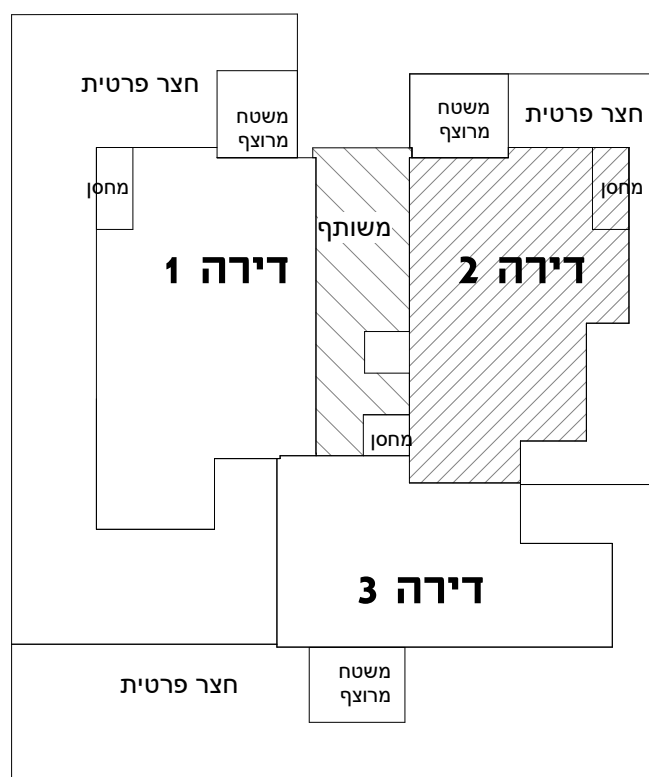 חצר פרטית
משטח
מרוצף
משטח
מרוצף
חצר פרטית
מחסן
מחסן
משותף
דירה 1
דירה 2
מחסן
דירה 3
משטח
מרוצף
חצר פרטית